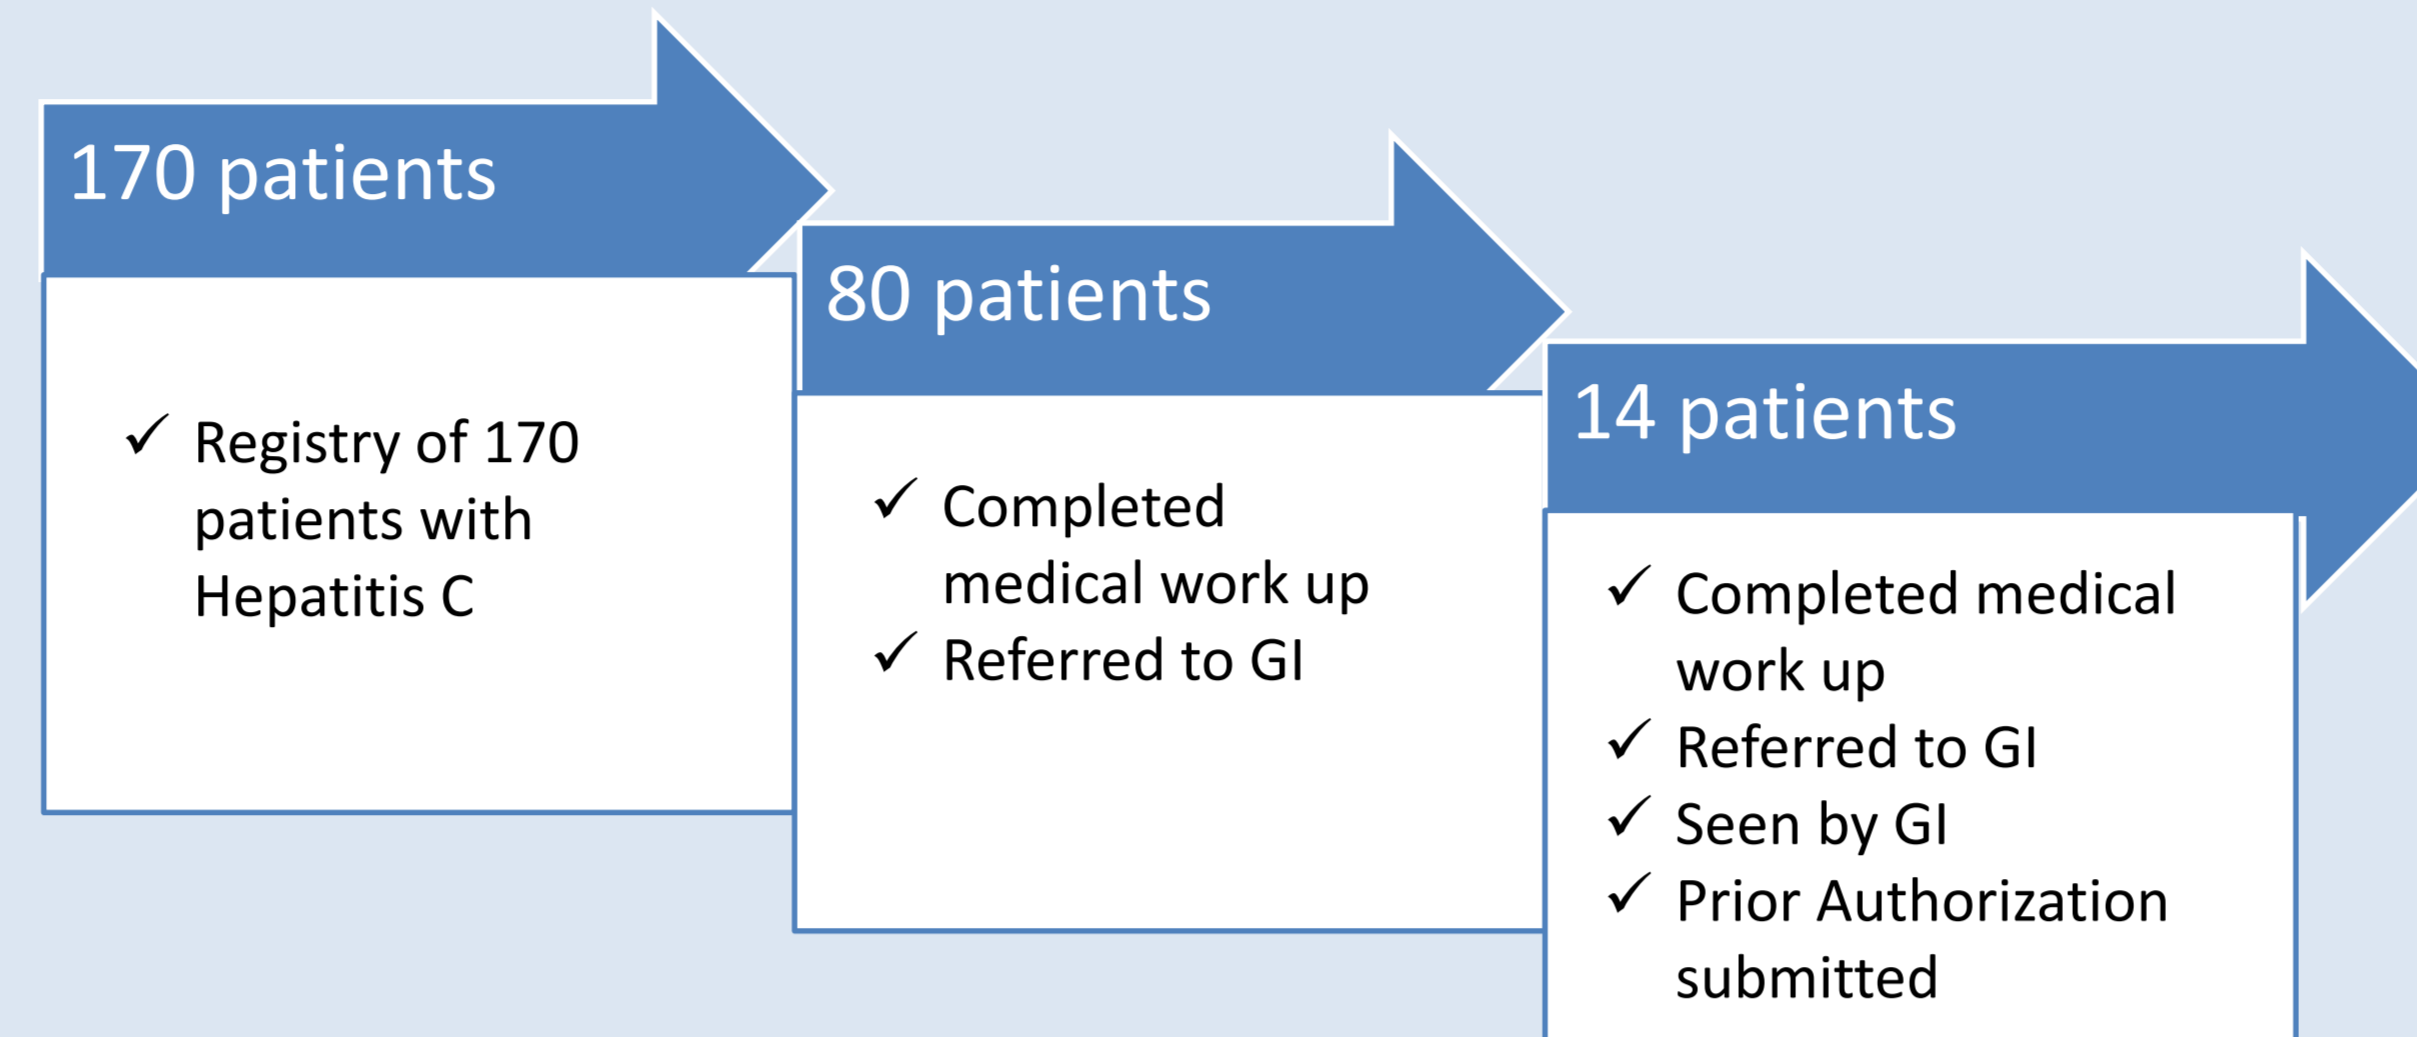 170 patients
✓ Registry of 170
patients with
Hepatitis C
80 patients
✓ Completed
medical work up
✓ Referred to GI
14 patients
✓ Completed medical
work up
✓ Referred to GI
✓ Seen by GI
✓ Prior Authorization
submitted